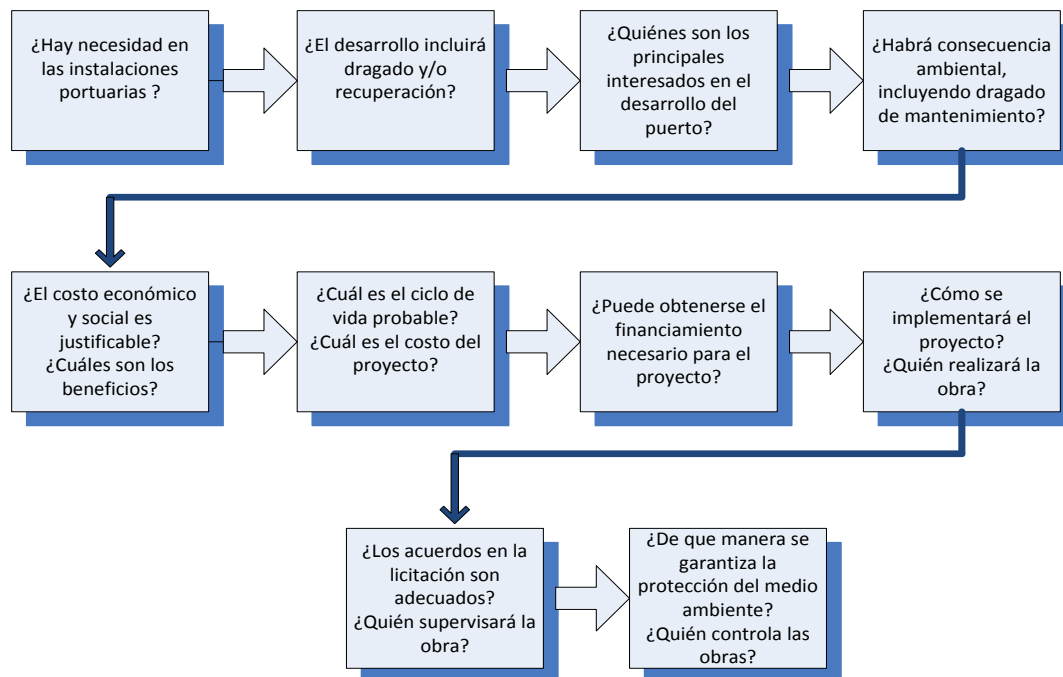 ¿Hay necesidad en
las instalaciones
portuarias ?
¿El desarrollo incluirá
dragado y/o
recuperación?
¿Quiénes son los
principales
interesados en el
desarrollo del
puerto?
¿Habrá consecuencia
ambiental,
incluyendo dragado
de mantenimiento?
¿El costo económico
y social es
justificable?
¿Cuáles son los
beneficios?
¿Cuál es el ciclo de
vida probable?
¿Cuál es el costo del
proyecto?
¿Puede obtenerse el
financiamiento
necesario para el
proyecto?
¿Cómo se
implementará el
proyecto?
¿Quién realizará la
obra?
¿Los acuerdos en la
licitación son
adecuados?
¿Quién supervisará la
obra?
¿De que manera se
garantiza la
protección del medio
ambiente?
¿Quién controla las
obras?